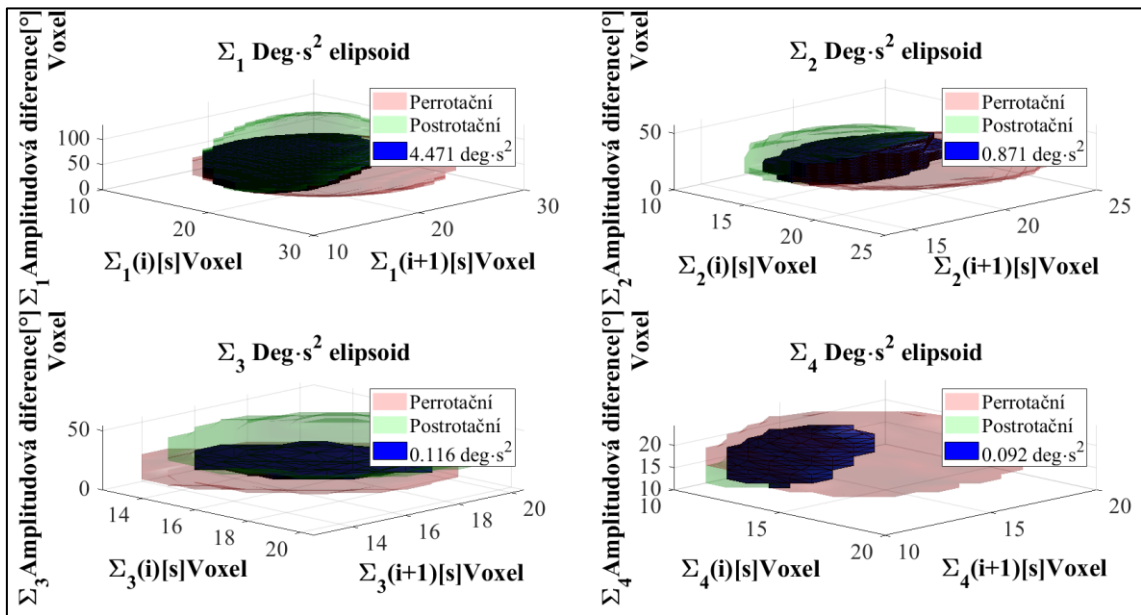 Σ₁ Deg·s² elipsoid
Σ₁ Amplitudová diference[°]
Voxel
100
50
0
10
20
30
10
20
30
Σ₁(i)[s]Voxel
Σ₁(i+1)[s]Voxel
Perrotační
Postrotační
4.471 deg·s²
Σ₂ Deg·s² elipsoid
Σ₂ Amplitudová diference[°]
Voxel
50
0
10
15
20
25
15
20
25
Σ₂(i)[s]Voxel
Σ₂(i+1)[s]Voxel
Perrotační
Postrotační
0.871 deg·s²
Σ₃ Deg·s² elipsoid
Σ₃ Amplitudová diference[°]
Voxel
50
0
14
16
18
20
14
16
18
20
Σ₃(i)[s]Voxel
Σ₃(i+1)[s]Voxel
Perrotační
Postrotační
0.116 deg·s²
Σ₄ Deg·s² elipsoid
Σ₄ Amplitudová diference[°]
Voxel
20
15
10
10
15
20
10
15
20
Σ₄(i)[s]Voxel
Σ₄(i+1)[s]Voxel
Perrotační
Postrotační
0.092 deg·s²